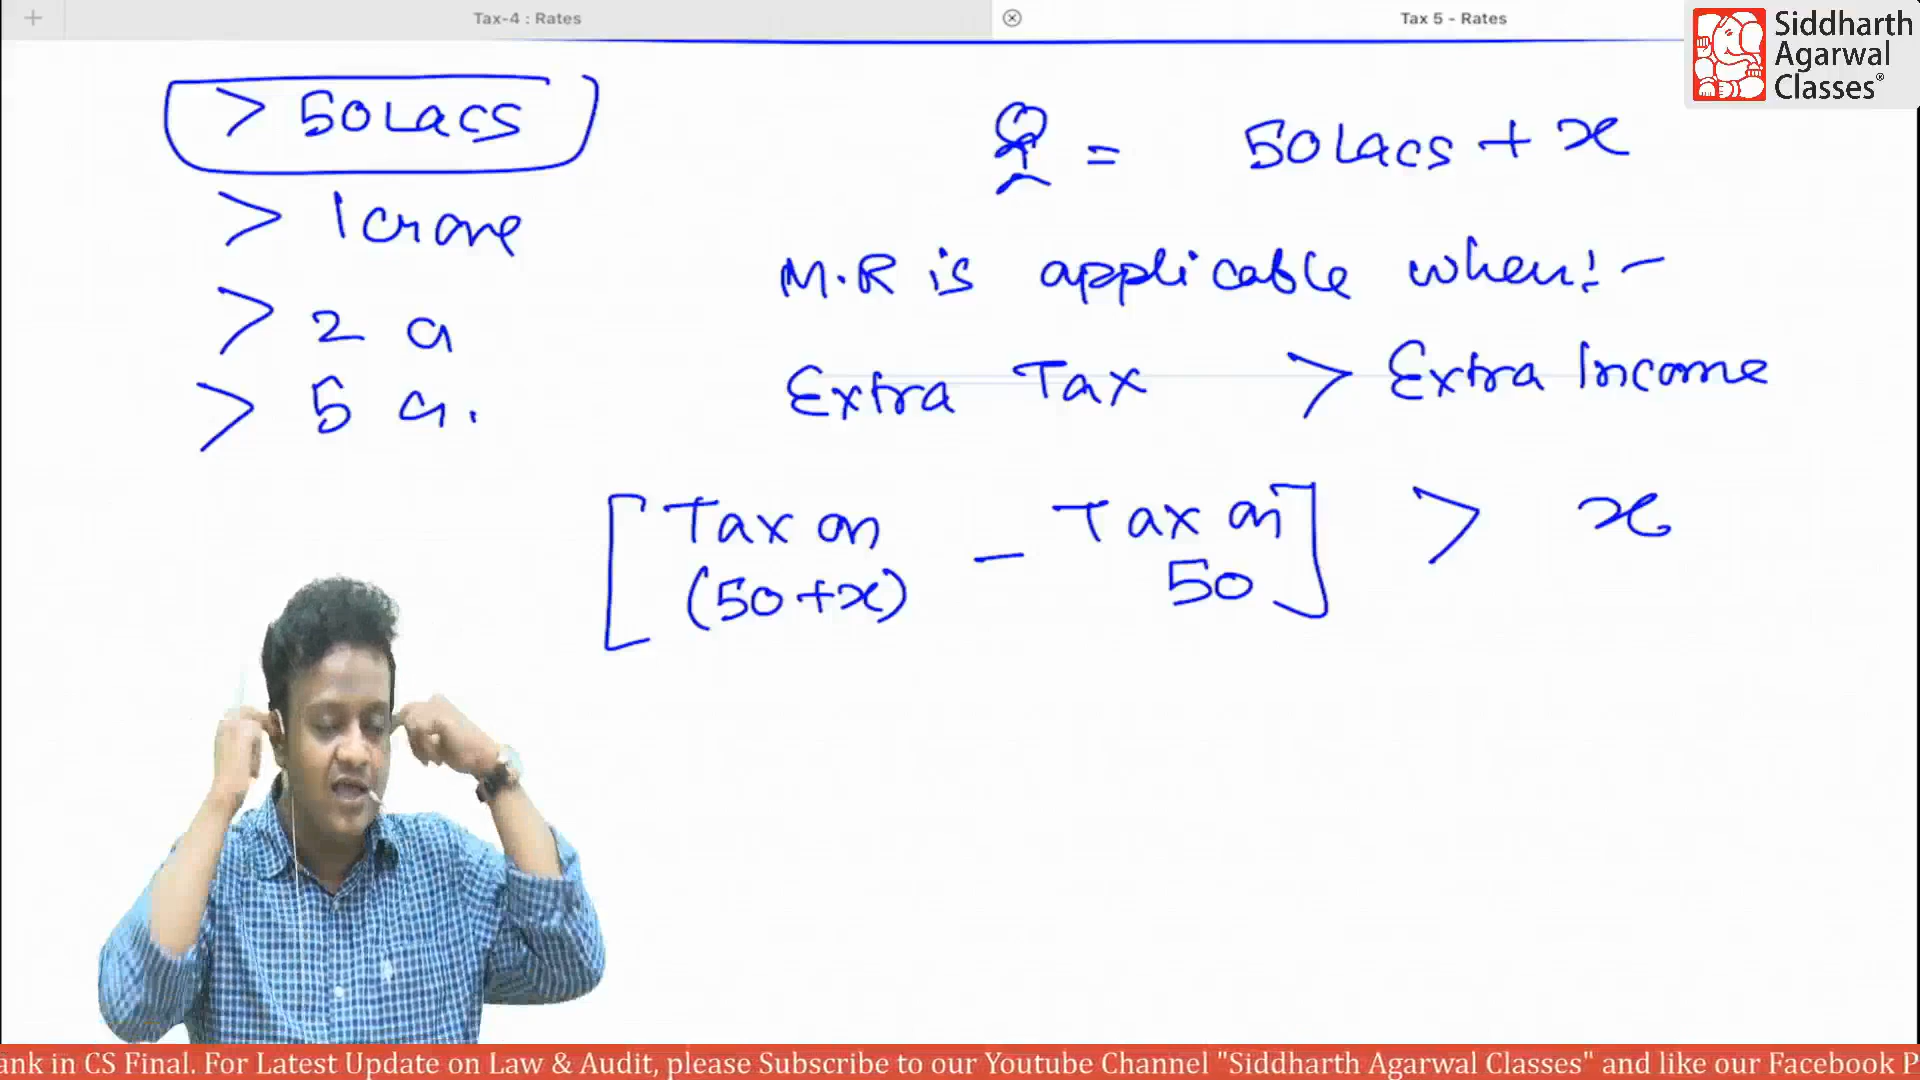 Tax-4 : Rates
Tax 5 - Rates
Siddharth
Agarwal
Classes®
> 50 Lacs
> 1 crore
> 2 cr
> 5 cr.
= 50 Lacs + x
M.R is applicable when:-
Extra Tax > Extra Income
[Tax on (50+x) - Tax on 50] > x
ank in CS Final. For Latest Update on Law & Audit, please Subscribe to our Youtube Channel "Siddharth Agarwal Classes" and like our Facebook P